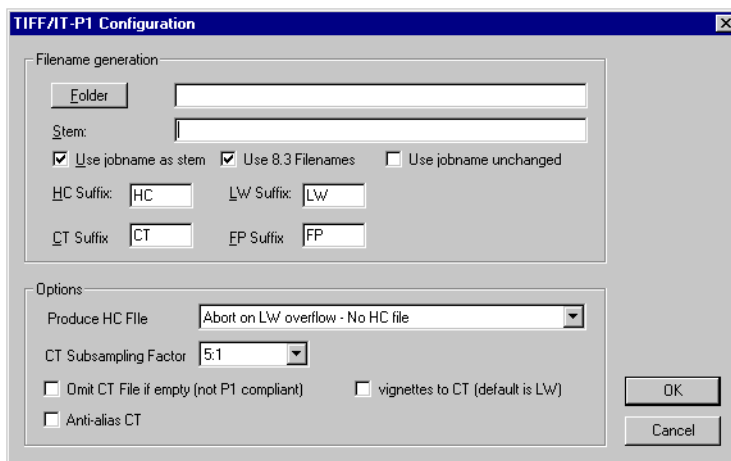 TIFF/IT-P1 Configuration
Filename generation
Folder
Stem:
Use jobname as stem Use 8.3 Filenames Use jobname unchanged
HC Suffix: HC LW Suffix: LW
CT Suffix CT FP Suffix FP
Options
Produce HC FIle Abort on LW overflow - No HC file
CT Subsampling Factor 5:1
Omit CT File if empty (not P1 compliant) vignettes to CT (default is LW)
OK
Anti-alias CT
Cancel